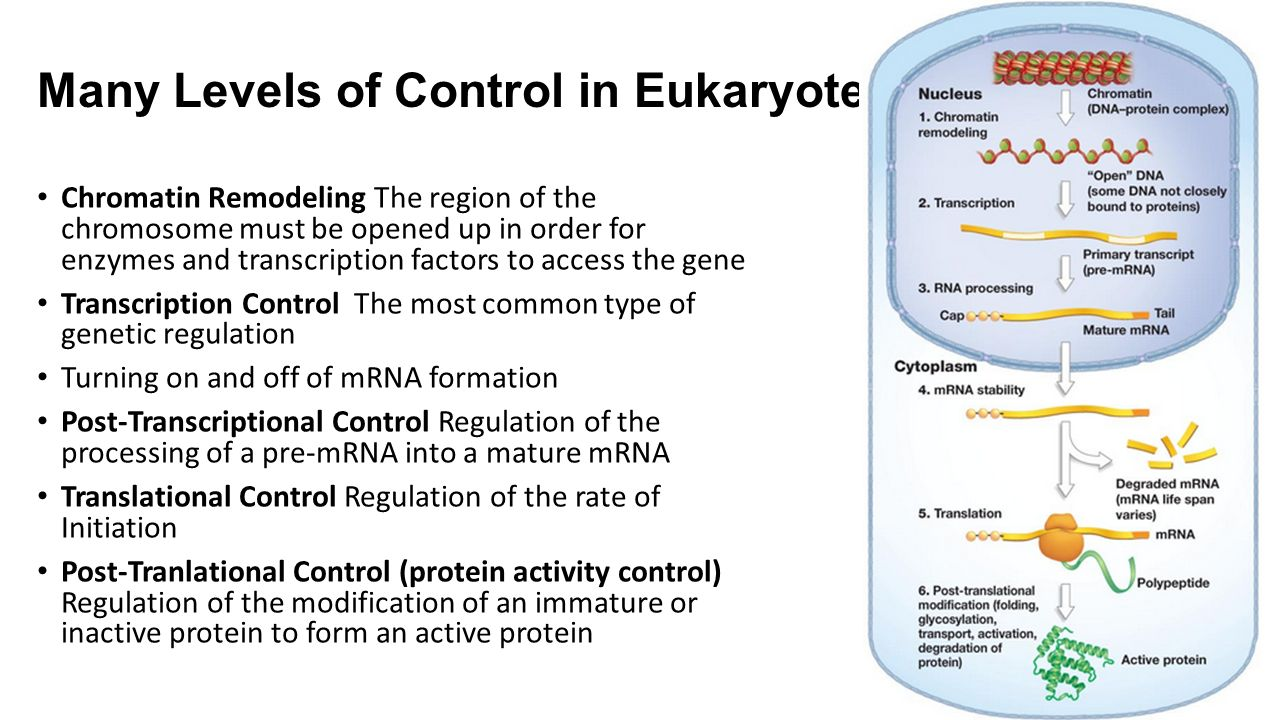 Many Levels of Control in Eukaryote
• Chromatin Remodeling The region of the
chromosome must be opened up in order for
enzymes and transcription factors to access the gene
• Transcription Control  The most common type of
genetic regulation
• Turning on and off of mRNA formation
• Post-Transcriptional Control Regulation of the
processing of a pre-mRNA into a mature mRNA
• Translational Control Regulation of the rate of
Initiation
• Post-Tranlational Control (protein activity control)
Regulation of the modification of an immature or
inactive protein to form an active protein
Nucleus
Chromatin
(DNA–protein complex)
1. Chromatin
remodeling
“Open” DNA
(some DNA not closely
bound to proteins)
2. Transcription
Primary transcript
(pre-mRNA)
3. RNA processing
Cap
Tail
Mature mRNA
Cytoplasm
4. mRNA stability
Degraded mRNA
(mRNA life span
varies)
5. Translation
mRNA
Polypeptide
6. Post-translational
modification (folding,
glycosylation,
transport, activation,
degradation of
protein)
Active protein